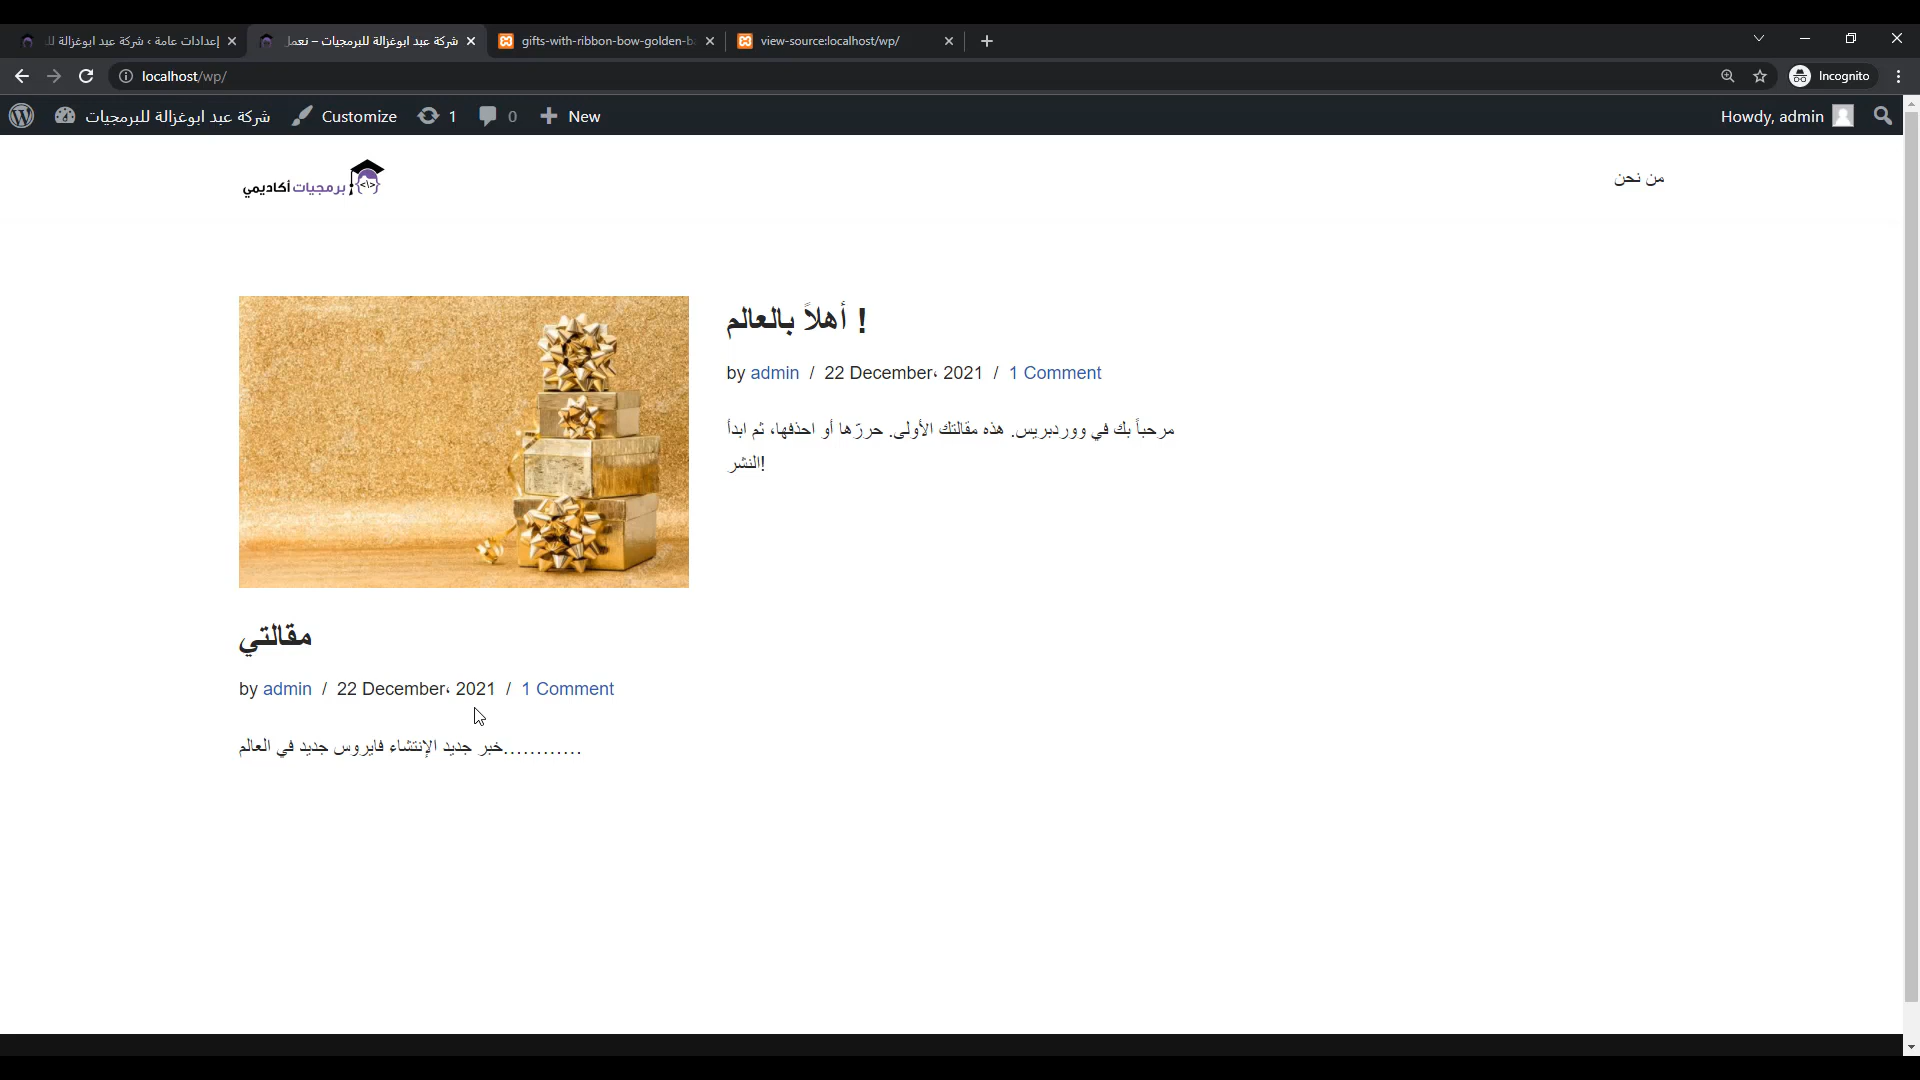 إعدادات عامة ‹ شركة عبد ابوغزالة لل
شركة عبد ابوغزالة للبرمجيات – نعمل
gifts-with-ribbon-bow-golden-b
view-source:localhost/wp/
localhost/wp/
Incognito
شركة عبد ابوغزالة للبرمجيات
Customize
1
0
New
Howdy, admin
برمجيات أكاديمي
من نحن
أهلاً بالعالم !
by admin / 22 December، 2021 / 1 Comment
مرحباً بك في ووردبريس. هذه مقالتك الأولى. حررّها أو احذفها، ثم ابدأ
النشر!
مقالتي
by admin / 22 December، 2021 / 1 Comment
خبر جديد الإنتشاء فايروس جديد في العالم............